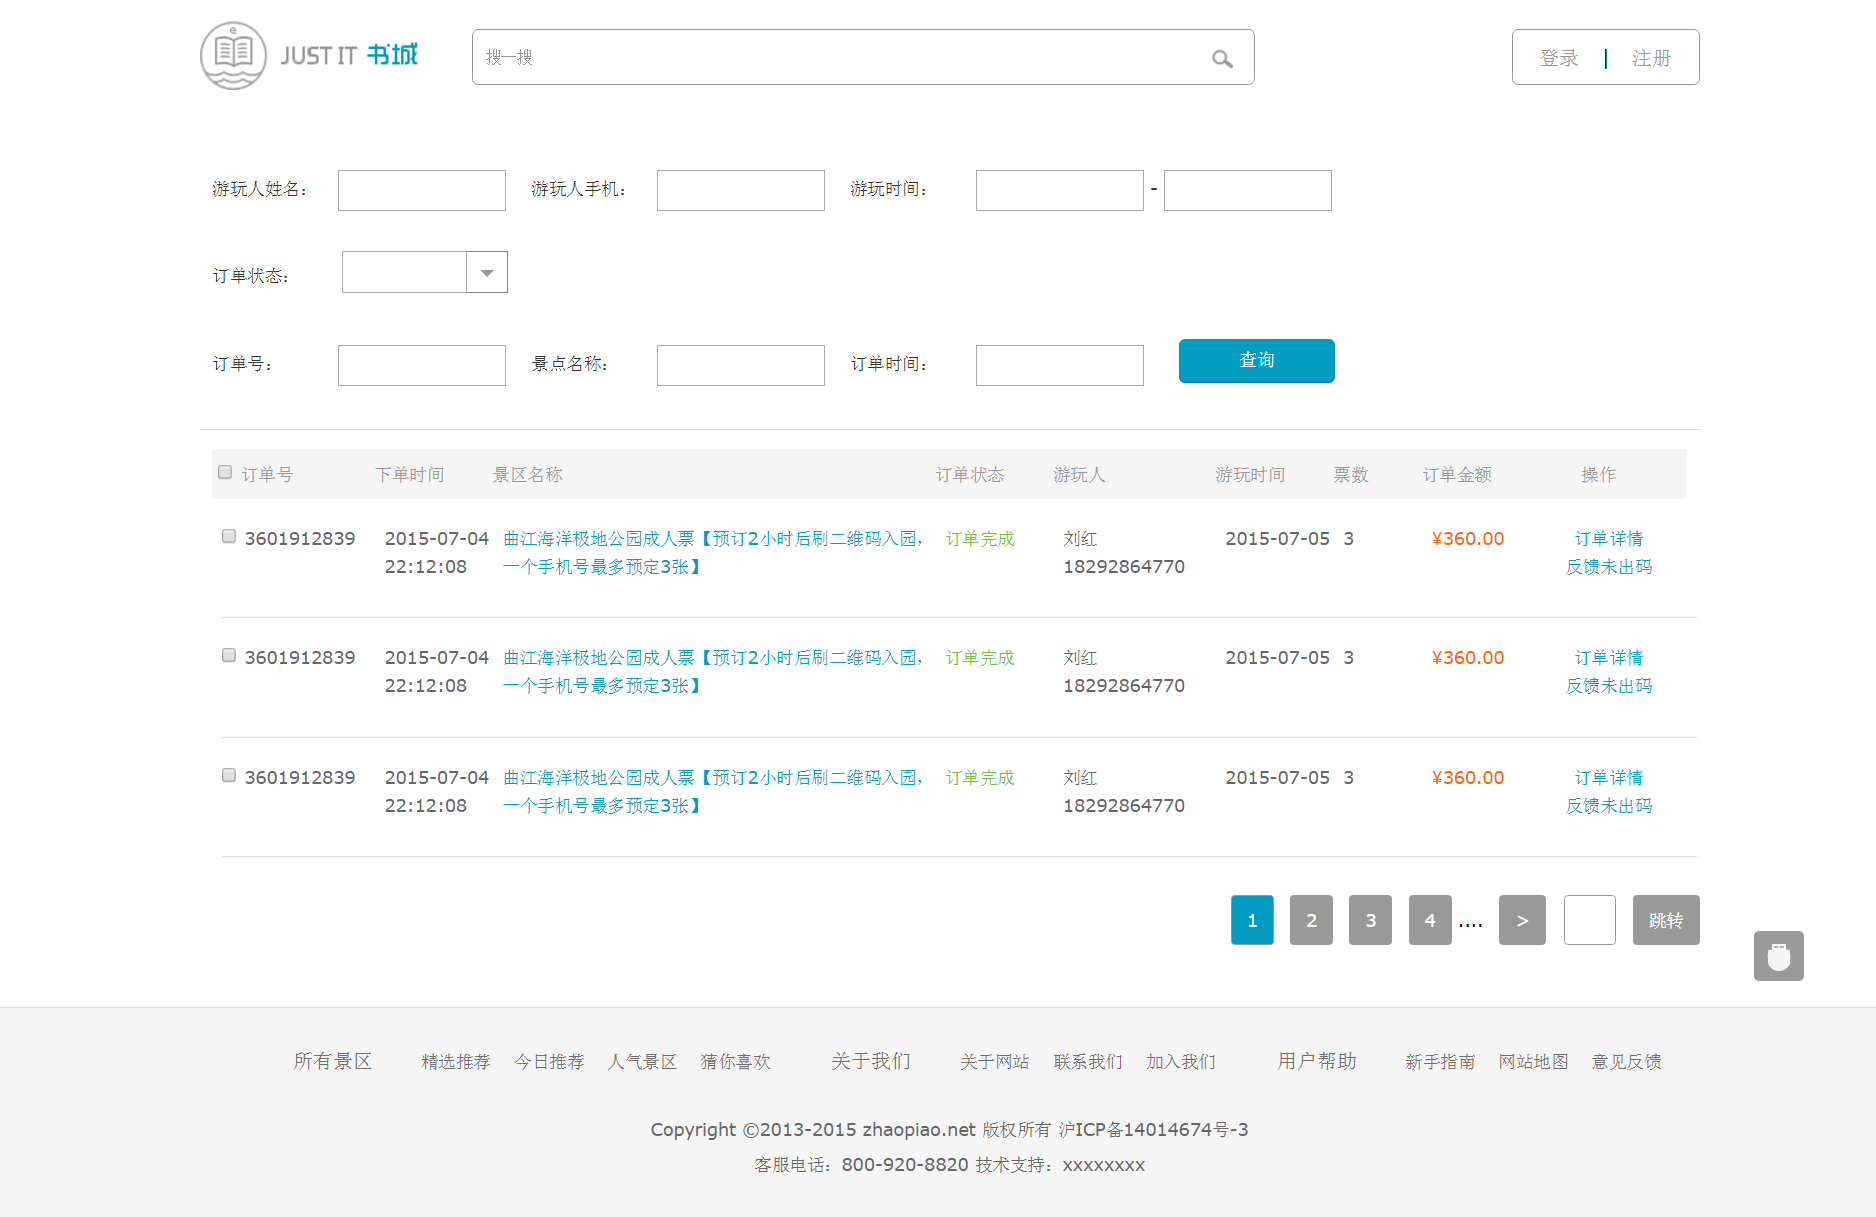 e
JUST IT 书城
搜一搜
登录 | 注册
游玩人姓名： 游玩人手机： 游玩时间： -
订单状态：
订单号： 景点名称： 订单时间： 查询
订单号 下单时间 景区名称 订单状态 游玩人 游玩时间 票数 订单金额 操作
3601912839 2015-07-04 曲江海洋极地公园成人票【预订2小时后刷二维码入园， 订单完成 刘红 2015-07-05 3 ¥360.00 订单详情
22:12:08 一个手机号最多预定3张】 18292864770 反馈未出码
3601912839 2015-07-04 曲江海洋极地公园成人票【预订2小时后刷二维码入园， 订单完成 刘红 2015-07-05 3 ¥360.00 订单详情
22:12:08 一个手机号最多预定3张】 18292864770 反馈未出码
3601912839 2015-07-04 曲江海洋极地公园成人票【预订2小时后刷二维码入园， 订单完成 刘红 2015-07-05 3 ¥360.00 订单详情
22:12:08 一个手机号最多预定3张】 18292864770 反馈未出码
1 2 3 4 .... > 跳转
所有景区 精选推荐 今日推荐 人气景区 猜你喜欢 关于我们 关于网站 联系我们 加入我们 用户帮助 新手指南 网站地图 意见反馈
Copyright ©2013-2015 zhaopiao.net 版权所有 沪ICP备14014674号-3
客服电话：800-920-8820 技术支持：xxxxxxxx